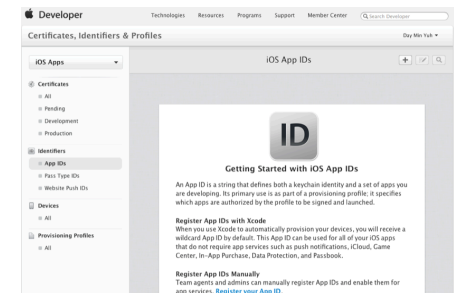 Developer
Technologies Resources Programs Support Member Center Search Developer
Certificates, Identifiers & Profiles
Day Min Yuh
iOS Apps
iOS App IDs
Certificates
All
Pending
Development
Production
Identifiers
App IDs
Pass Type IDs
Website Push IDs
Devices
All
Provisioning Profiles
All
ID
Getting Started with iOS App IDs
An App ID is a string that defines both a keychain identity and a set of apps you
are developing. Its primary use is as part of a provisioning profile; it specifies
which apps are authorized by the profile to be signed and launched.
Register App IDs with Xcode
When you use Xcode to automatically provision your devices, you will receive a
wildcard App ID by default. This App ID can be used for all of your iOS apps
that do not require app services such as push notifications, iCloud, Game
Center, In-App Purchase, Data Protection, and Passbook.
Register App IDs Manually
Team agents and admins can manually register App IDs and enable them for
app services. Register your App ID.